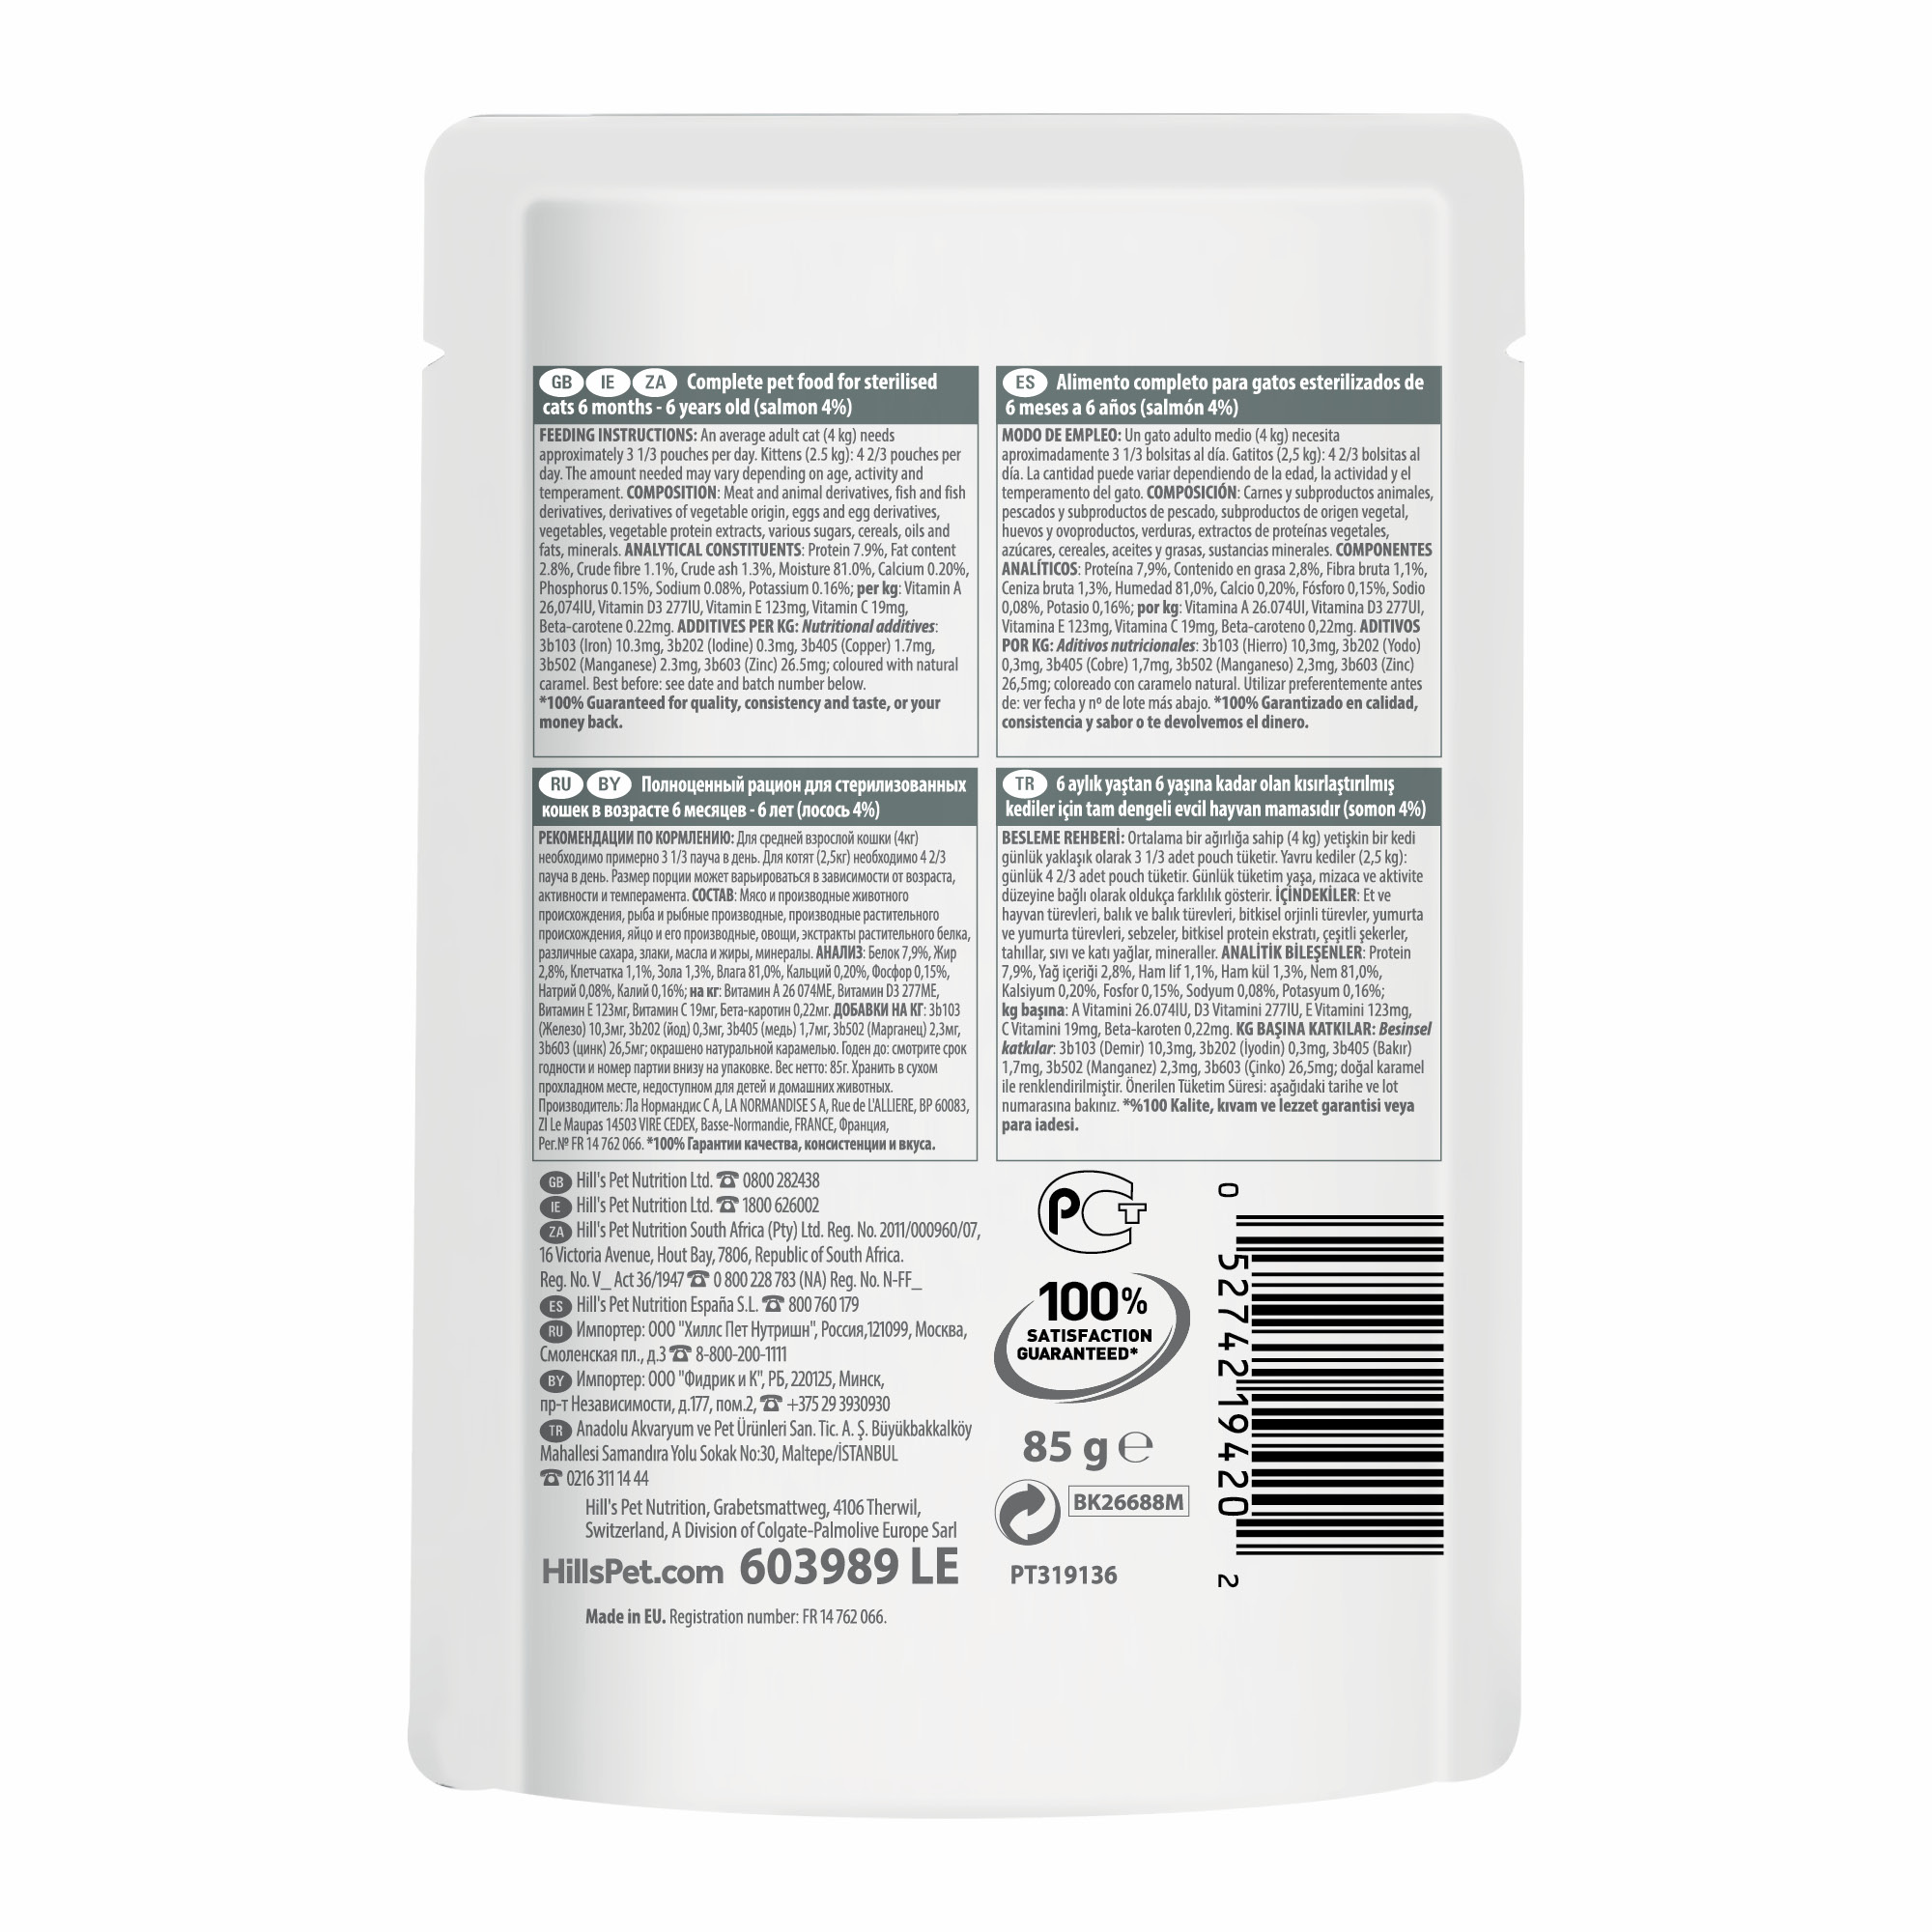 GB IE ZA Complete pet food for sterilised
cats 6 months - 6 years old (salmon 4%)
FEEDING INSTRUCTIONS: An average adult cat (4 kg) needs
approximately 3 1/3 pouches per day. Kittens (2.5 kg): 4 2/3 pouches per
day. The amount needed may vary depending on age, activity and
temperament. COMPOSITION: Meat and animal derivatives, fish and fish
derivatives, derivatives of vegetable origin, eggs and egg derivatives,
vegetables, vegetable protein extracts, various sugars, cereals, oils and
fats, minerals. ANALYTICAL CONSTITUENTS: Protein 7.9%, Fat content
2.8%, Crude fibre 1.1%, Crude ash 1.3%, Moisture 81.0%, Calcium 0.20%,
Phosphorus 0.15%, Sodium 0.08%, Potassium 0.16%; per kg: Vitamin A
26,074IU, Vitamin D3 277IU, Vitamin E 123mg, Vitamin C 19mg,
Beta-carotene 0.22mg. ADDITIVES PER KG: Nutritional additives:
3b103 (Iron) 10.3mg, 3b202 (Iodine) 0.3mg, 3b405 (Copper) 1.7mg,
3b502 (Manganese) 2.3mg, 3b603 (Zinc) 26.5mg; coloured with natural
caramel. Best before: see date and batch number below.
*100% Guaranteed for quality, consistency and taste, or your
money back.
ES Alimento completo para gatos esterilizados de
6 meses a 6 años (salmón 4%)
MODO DE EMPLEO: Un gato adulto medio (4 kg) necesita
aproximadamente 3 1/3 bolsitas al día. Gatitos (2,5 kg): 4 2/3 bolsitas al
día. La cantidad puede variar dependiendo de la edad, la actividad y el
temperamento del gato. COMPOSICIÓN: Carnes y subproductos animales,
pescados y subproductos de pescado, subproductos de origen vegetal,
huevos y ovoproductos, verduras, extractos de proteínas vegetales,
azúcares, cereales, aceites y grasas, sustancias minerales. COMPONENTES
ANALÍTICOS: Proteína 7,9%, Contenido en grasa 2,8%, Fibra bruta 1,1%,
Ceniza bruta 1,3%, Humedad 81,0%, Calcio 0,20%, Fósforo 0,15%, Sodio
0,08%, Potasio 0,16%; por kg: Vitamina A 26.074UI, Vitamina D3 277UI,
Vitamina E 123mg, Vitamina C 19mg, Beta-caroteno 0,22mg. ADITIVOS
POR KG: Aditivos nutricionales: 3b103 (Hierro) 10,3mg, 3b202 (Yodo)
0,3mg, 3b405 (Cobre) 1,7mg, 3b502 (Manganeso) 2,3mg, 3b603 (Zinc)
26,5mg; coloreado con caramelo natural. Utilizar preferentemente antes
de: ver fecha y nº de lote más abajo. *100% Garantizado en calidad,
consistencia y sabor o te devolvemos el dinero.
RU BY Полноценный рацион для стерилизованных
кошек в возрасте 6 месяцев - 6 лет (лосось 4%)
РЕКОМЕНДАЦИИ ПО КОРМЛЕНИЮ: Для средней взрослой кошки (4кг)
необходимо примерно 3 1/3 пауча в день. Для котят (2,5кг) необходимо 4 2/3
пауча в день. Размер порции может варьироваться в зависимости от возраста,
активности и темперамента. СОСТАВ: Мясо и производные животного
происхождения, рыба и рыбные производные, производные растительного
происхождения, яйцо и его производные, овощи, экстракты растительного белка,
различные сахара, злаки, масла и жиры, минералы. АНАЛИЗ: Белок 7,9%, Жир
2,8%, Клетчатка 1,1%, Зола 1,3%, Влага 81,0%, Кальций 0,20%, Фосфор 0,15%,
Натрий 0,08%, Калий 0,16%; на кг: Витамин А 26 074МЕ, Витамин D3 277МЕ,
Витамин Е 123мг, Витамин С 19мг, Бета-каротин 0,22мг. ДОБАВКИ НА КГ: 3b103
(Железо) 10,3мг, 3b202 (йод) 0,3мг, 3b405 (медь) 1,7мг, 3b502 (Марганец) 2,3мг,
3b603 (цинк) 26,5мг; окрашено натуральной карамелью. Годен до: смотрите срок
годности и номер партии внизу на упаковке. Вес нетто: 85г. Хранить в сухом
прохладном месте, недоступном для детей и домашних животных.
Производитель: Ла Нормандис С А, LA NORMANDISE S A, Rue de L'ALLIERE, BP 60083,
ZI Le Maupas 14503 VIRE CEDEX, Basse-Normandie, FRANCE, Франция,
Рег.№ FR 14 762 066. *100% Гарантии качества, консистенции и вкуса.
TR 6 aylık yaştan 6 yaşına kadar olan kısırlaştırılmış
kediler için tam dengeli evcil hayvan mamasıdır (somon 4%)
BESLEME REHBERİ: Ortalama bir ağırlığa sahip (4 kg) yetişkin bir kedi
günlük yaklaşık olarak 3 1/3 adet pouch tüketir. Yavru kediler (2,5 kg):
günlük 4 2/3 adet pouch tüketir. Günlük tüketim yaşa, mizaca ve aktivite
düzeyine bağlı olarak oldukça farklılık gösterir. İÇİNDEKİLER: Et ve
hayvan türevleri, balık ve balık türevleri, bitkisel orjinli türevler, yumurta
ve yumurta türevleri, sebzeler, bitkisel protein ekstratı, çeşitli şekerler,
tahıllar, sıvı ve katı yağlar, mineraller. ANALİTİK BİLEŞENLER: Protein
7,9%, Yağ içeriği 2,8%, Ham lif 1,1%, Ham kül 1,3%, Nem 81,0%,
Kalsiyum 0,20%, Fosfor 0,15%, Sodyum 0,08%, Potasyum 0,16%;
kg başına: A Vitamini 26.074IU, D3 Vitamini 277IU, E Vitamini 123mg,
C Vitamini 19mg, Beta-karoten 0,22mg. KG BAŞINA KATKILAR: Besinsel
katkılar: 3b103 (Demir) 10,3mg, 3b202 (İyodin) 0,3mg, 3b405 (Bakır)
1,7mg, 3b502 (Manganez) 2,3mg, 3b603 (Çinko) 26,5mg; doğal karamel
ile renklendirilmiştir. Önerilen Tüketim Süresi: aşağıdaki tarihe ve lot
numarasına bakınız. *%100 Kalite, kıvam ve lezzet garantisi veya
para iadesi.
GB Hill's Pet Nutrition Ltd. ☎ 0800 282438
IE Hill's Pet Nutrition Ltd. ☎ 1800 626002
ZA Hill's Pet Nutrition South Africa (Pty) Ltd. Reg. No. 2011/000960/07,
16 Victoria Avenue, Hout Bay, 7806, Republic of South Africa.
Reg. No. V_ Act 36/1947 ☎ 0 800 228 783 (NA) Reg. No. N-FF_
ES Hill's Pet Nutrition España S.L. ☎ 800 760 179
RU Импортер: ООО "Хиллс Пет Нутришн", Россия,121099, Москва,
Смоленская пл., д.3 ☎ 8-800-200-1111
BY Импортер: ООО "Фидрик и К", РБ, 220125, Минск,
пр-т Независимости, д.177, пом.2, ☎ +375 29 3930930
TR Anadolu Akvaryum ve Pet Ürünleri San. Tic. A. Ş. Büyükbakkalköy
Mahallesi Samandıra Yolu Sokak No:30, Maltepe/İSTANBUL
☎ 0216 311 14 44
Hill's Pet Nutrition, Grabetsmattweg, 4106 Therwil,
Switzerland, A Division of Colgate-Palmolive Europe Sarl
HillsPet.com 603989 LE
Made in EU. Registration number: FR 14 762 066.
РСТ
100%
SATISFACTION
GUARANTEED*
85 g ℮
BK26688M
PT319136
0 52742 19420 2